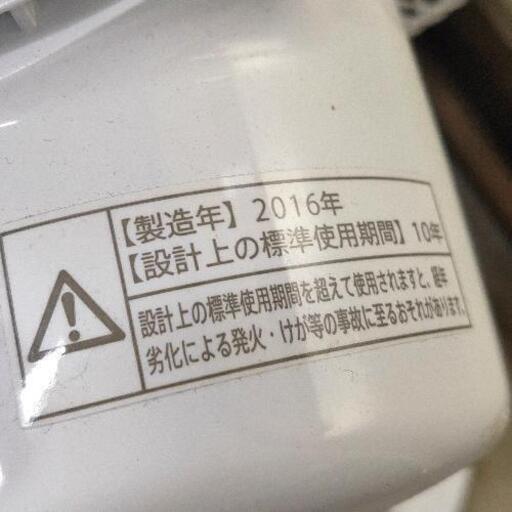 【製造年】2016年
【設計上の標準使用期間】10年
設計上の標準使用期間を超えて使用されますと、経年
劣化による発火・けが等の事故に至るおそれがあります。